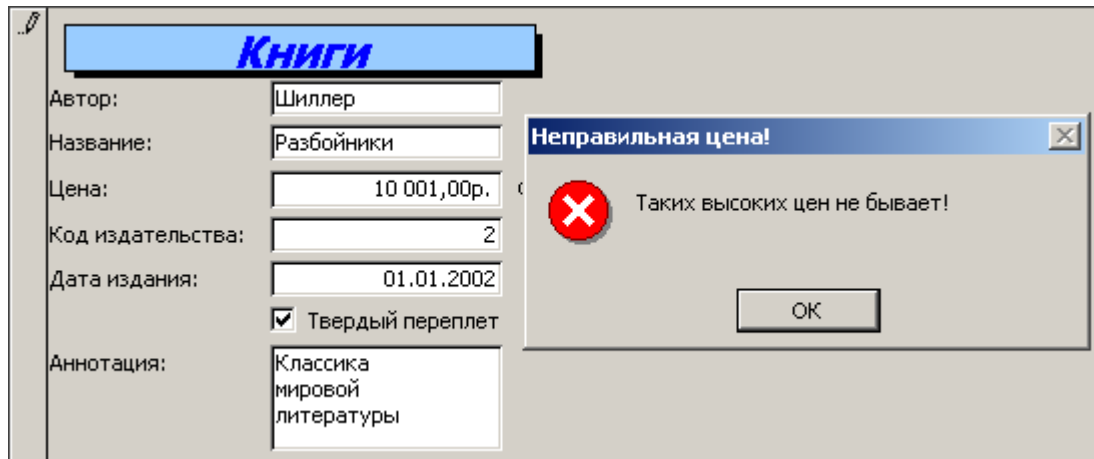 Книги
Автор:
Шиллер
Название:
Разбойники
Цена:
10 001,00р.
Код издательства:
2
Дата издания:
01.01.2002
Твердый переплет
Аннотация:
Классика
мировой
литературы
Неправильная цена!
Таких высоких цен не бывает!
ОК